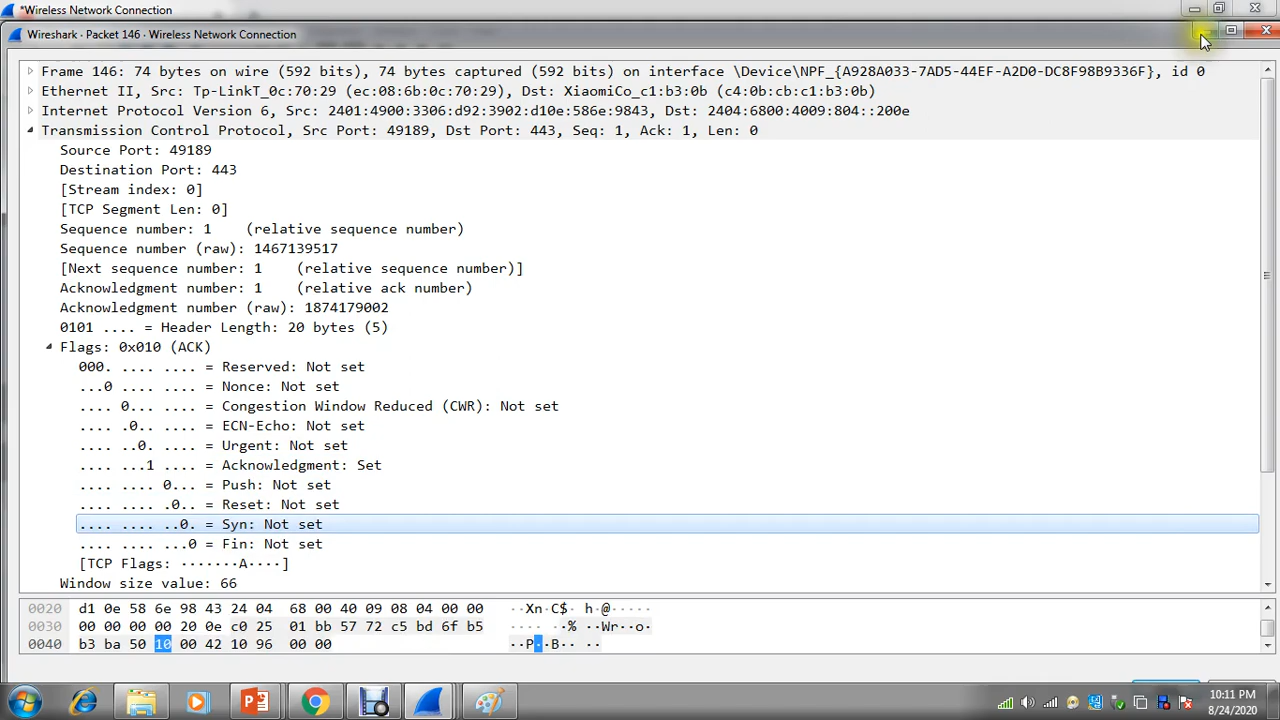 *Wireless Network Connection
Wireshark · Packet 146 · Wireless Network Connection
Frame 146: 74 bytes on wire (592 bits), 74 bytes captured (592 bits) on interface \Device\NPF_{A928A033-7AD5-44EF-A2D0-DC8F98B9336F}, id 0
Ethernet II, Src: Tp-LinkT_0c:70:29 (ec:08:6b:0c:70:29), Dst: XiaomiCo_c1:b3:0b (c4:0b:cb:c1:b3:0b)
Internet Protocol Version 6, Src: 2401:4900:3306:d92:3902:d10e:586e:9843, Dst: 2404:6800:4009:804::200e
Transmission Control Protocol, Src Port: 49189, Dst Port: 443, Seq: 1, Ack: 1, Len: 0
Source Port: 49189
Destination Port: 443
[Stream index: 0]
[TCP Segment Len: 0]
Sequence number: 1    (relative sequence number)
Sequence number (raw): 1467139517
[Next sequence number: 1    (relative sequence number)]
Acknowledgment number: 1    (relative ack number)
Acknowledgment number (raw): 1874179002
0101 .... = Header Length: 20 bytes (5)
Flags: 0x010 (ACK)
000. .... .... = Reserved: Not set
...0 .... .... = Nonce: Not set
.... 0... .... = Congestion Window Reduced (CWR): Not set
.... .0.. .... = ECN-Echo: Not set
.... ..0. .... = Urgent: Not set
.... ...1 .... = Acknowledgment: Set
.... .... 0... = Push: Not set
.... .... .0.. = Reset: Not set
.... .... ..0. = Syn: Not set
.... .... ...0 = Fin: Not set
[TCP Flags: ·······A····]
Window size value: 66
0020 d1 0e 58 6e 98 43 24 04 68 00 40 09 08 04 00 00 ··Xn·C$· h·@·····
0030 00 00 00 00 20 0e c0 25 01 bb 57 72 c5 bd 6f b5 ···· ··% ··Wr··o·
0040 b3 ba 50 10 00 42 10 96 00 00 ··P··B·· ··
10:11 PM
8/24/2020